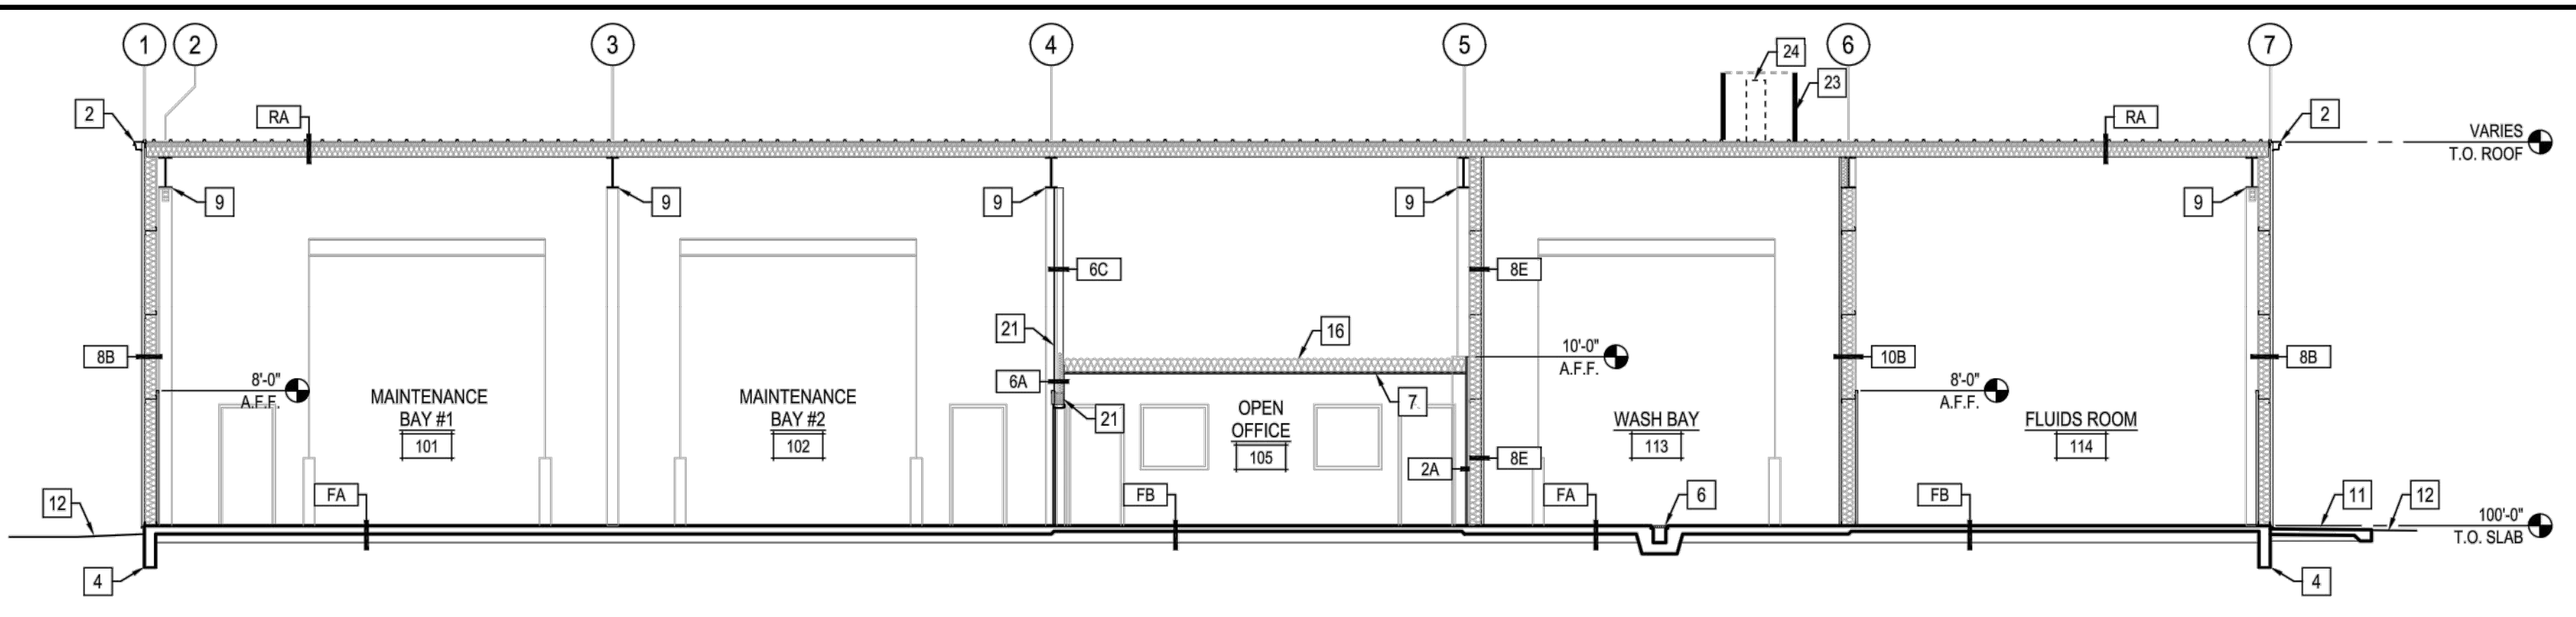 1 2 3 4 5 6 7
24
23
2 RA RA 2
VARIES
T.O. ROOF
9 9 9 9 9
6C 8E
21 16
8B 10'-0" 10B 8B
A.F.F.
8'-0" 6A 8'-0"
A.F.F. A.F.F.
MAINTENANCE
BAY #1
101
MAINTENANCE
BAY #2
102
7
21
OPEN
OFFICE
105
WASH BAY
113
FLUIDS ROOM
114
2A 8E
12 FA FB FA 6 FB 11 12
100'-0"
T.O. SLAB
4 4